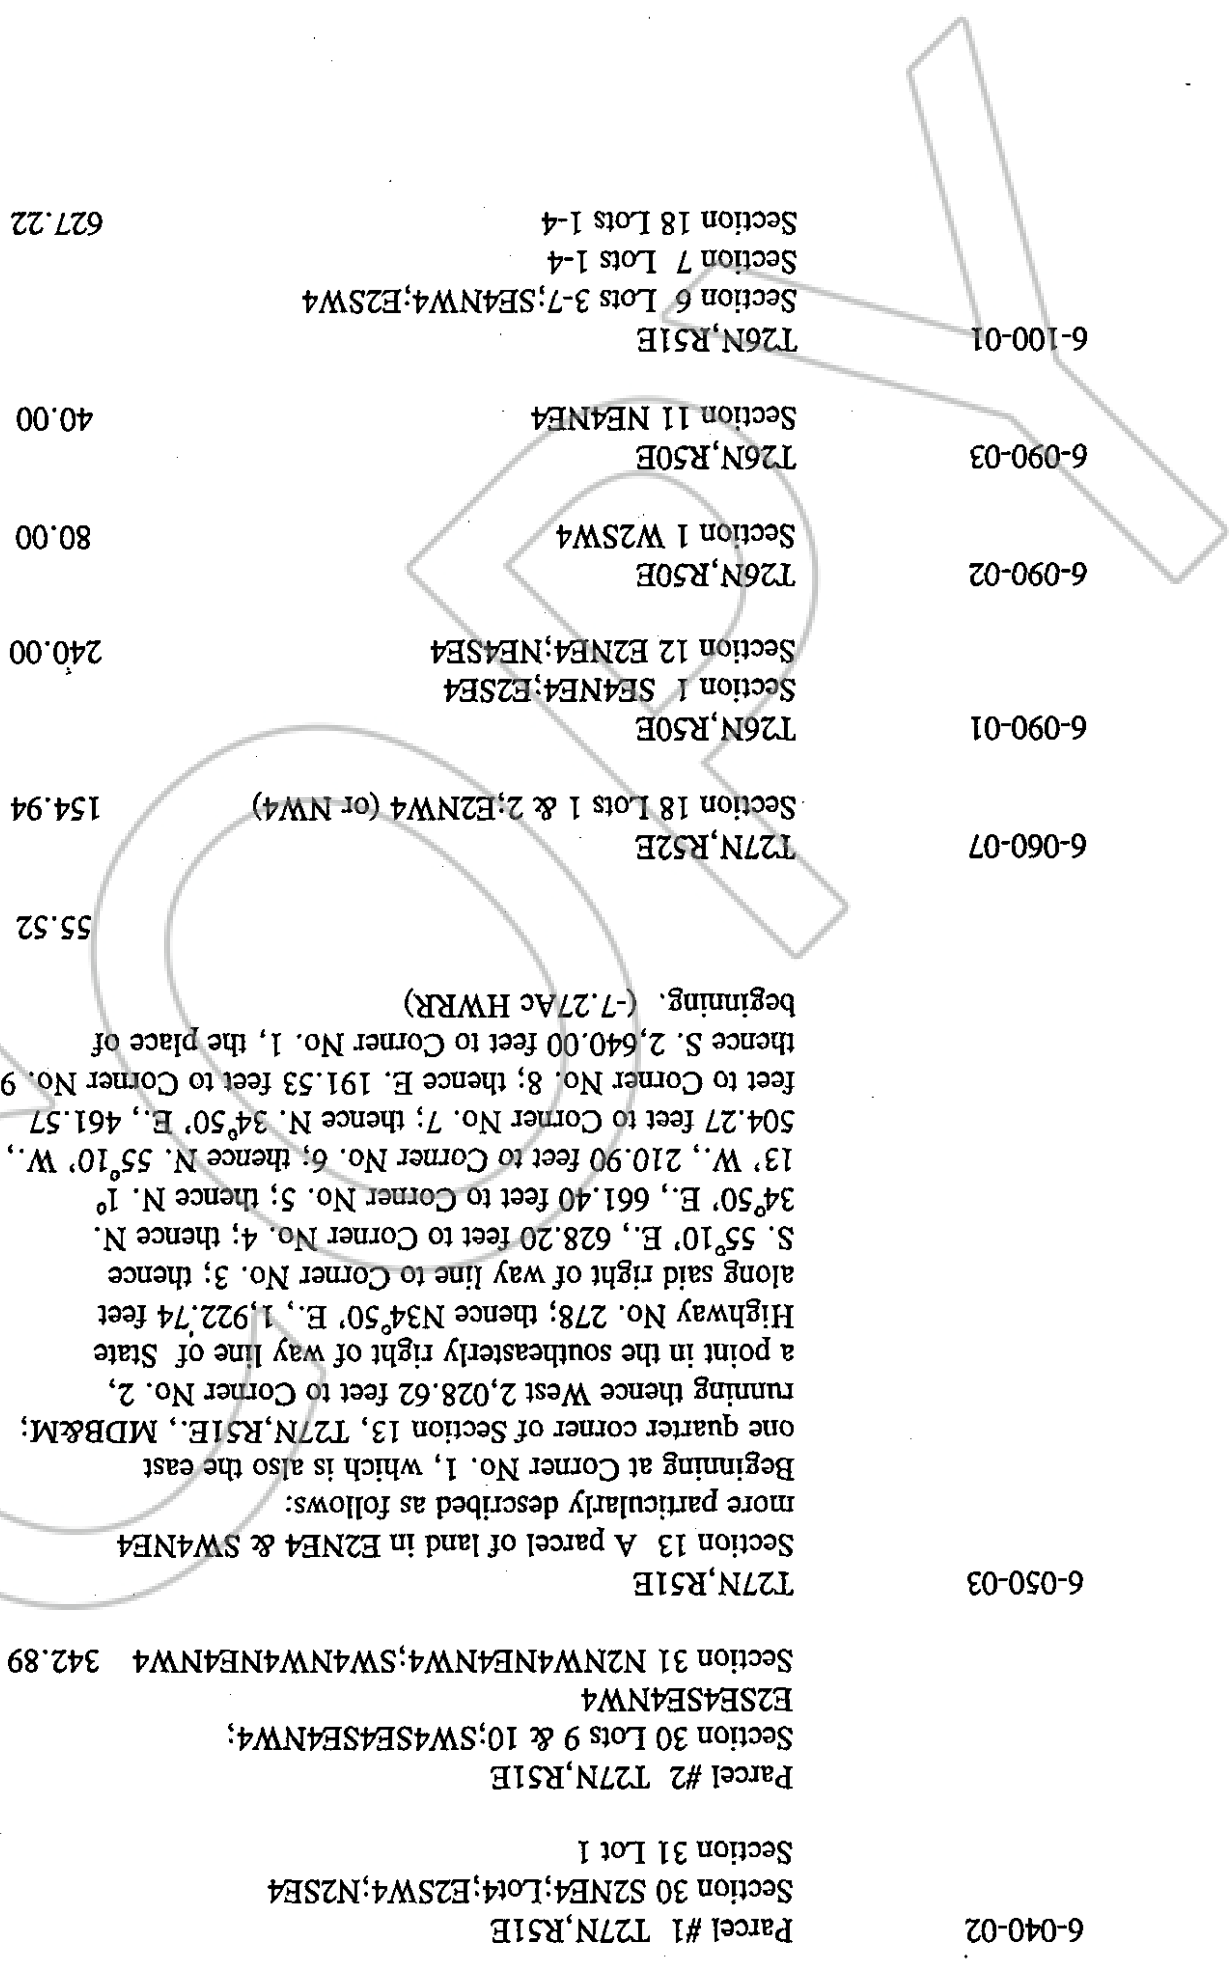 6-040-02 Parcel #1 T27N,R51E
Section 30 S2NE4;Lot4;E2SW4;N2SE4
Section 31 Lot 1
Parcel #2 T27N,R51E
Section 30 Lots 9 & 10;SW4SE4SE4NW4;
E2SE4SE4NW4
Section 31 N2NW4NE4NW4;SW4NW4NE4NW4 342.89
6-050-03 T27N,R51E
Section 13 A parcel of land in E2NE4 & SW4NE4
more particularly described as follows:
Beginning at Corner No. 1, which is also the east
one quarter corner of Section 13, T27N,R51E., MDB&M;
running thence West 2,028.62 feet to Corner No. 2,
a point in the southeasterly right of way line of State
Highway No. 278; thence N34°50' E., 1,922.74 feet
along said right of way line to Corner No. 3; thence
S. 55°10' E., 628.20 feet to Corner No. 4; thence N.
34°50' E., 661.40 feet to Corner No. 5; thence N. 1°
13' W., 210.90 feet to Corner No. 6; thence N. 55°10' W.,
504.27 feet to Corner No. 7; thence N. 34°50' E., 461.57
feet to Corner No. 8; thence E. 191.53 feet to Corner No. 9
thence S. 2,640.00 feet to Corner No. 1, the place of
beginning. (-7.27Ac HWRR)
55.52
6-060-07 T27N,R52E
Section 18 Lots 1 & 2;E2NW4 (or NW4) 154.94
6-090-01 T26N,R50E
Section 1 SE4NE4;E2SE4
Section 12 E2NE4;NE4SE4 240.00
6-090-02 T26N,R50E
Section 1 W2SW4 80.00
6-090-03 T26N,R50E
Section 11 NE4NE4 40.00
6-100-01 T26N,R51E
Section 6 Lots 3-7;SE4NW4;E2SW4
Section 7 Lots 1-4
Section 18 Lots 1-4 627.22
COPY